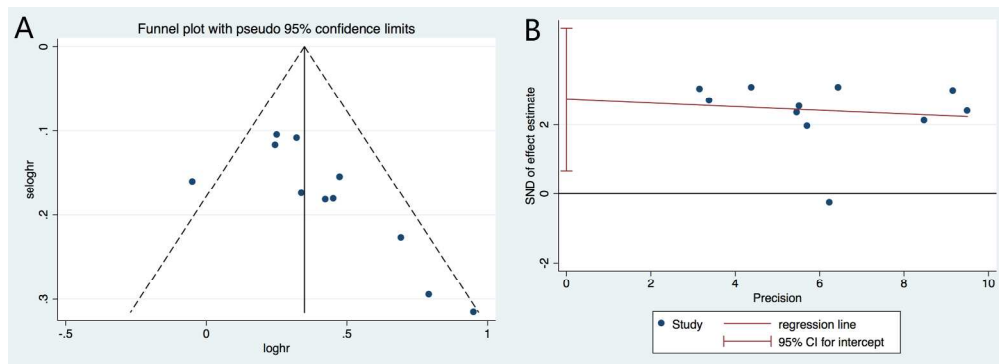 A
Funnel plot with pseudo 95% confidence limits
0
.1
.2
.3
seloghr
-.5
0
.5
1
loghr
B
SND of effect estimate
2
0
-2
0
2
4
6
8
10
Precision
Study
regression line
95% CI for intercept